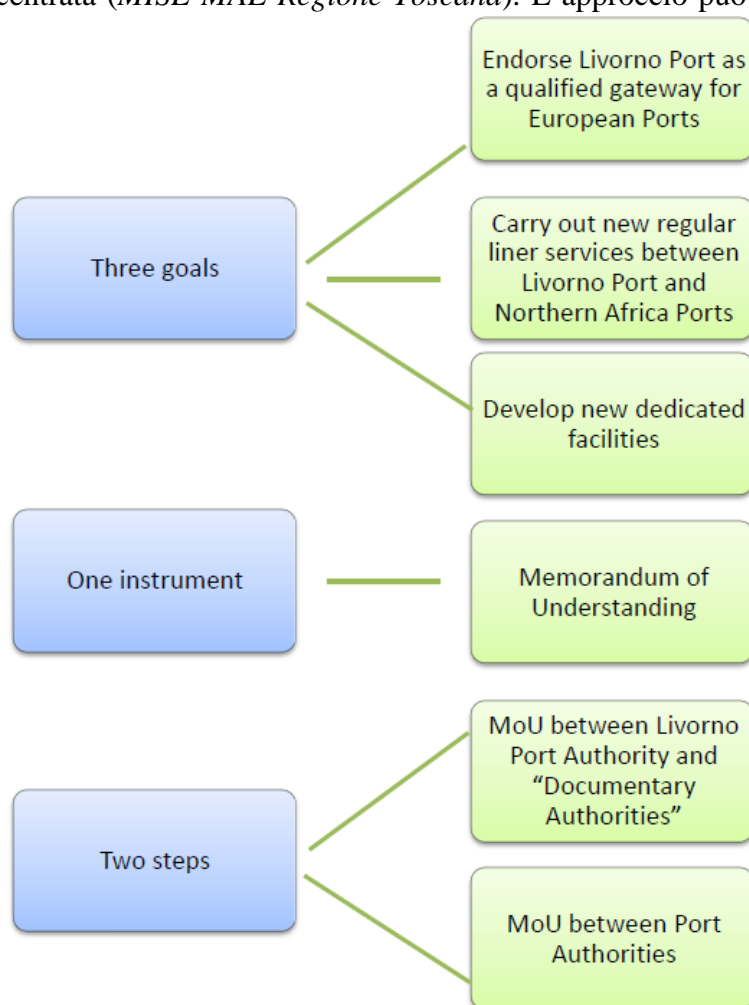 (MISE-MAE-Regione Toscana). L'approccio può
Endorse Livorno Port as
a qualified gateway for
European Ports
Three goals
Carry out new regular
liner services between
Livorno Port and
Northern Africa Ports
Develop new dedicated
facilities
One instrument
Memorandum of
Understanding
Two steps
MoU between Livorno
Port Authority and
“Documentary
Authorities”
MoU between Port
Authorities